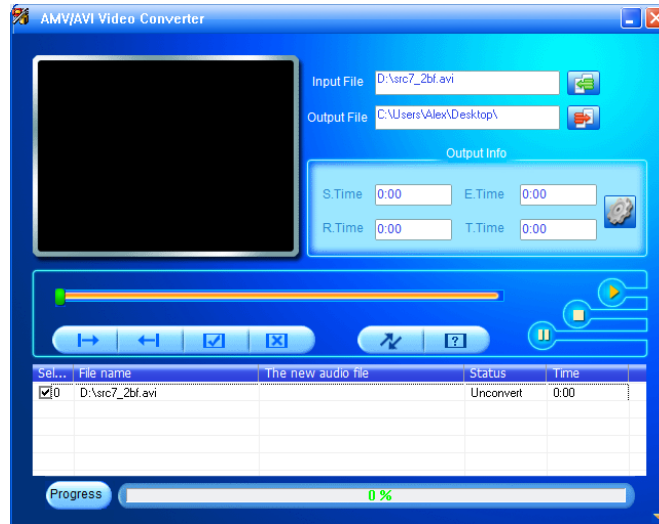 AMV/AVI Video Converter
Input File D:\src7_2bf.avi
Output File C:\Users\Alex\Desktop\
Output Info
S.Time 0:00 E.Time 0:00
R.Time 0:00 T.Time 0:00
Sel... File name The new audio file Status Time
0 D:\src7_2bf.avi Unconvert 0:00
Progress 0 %